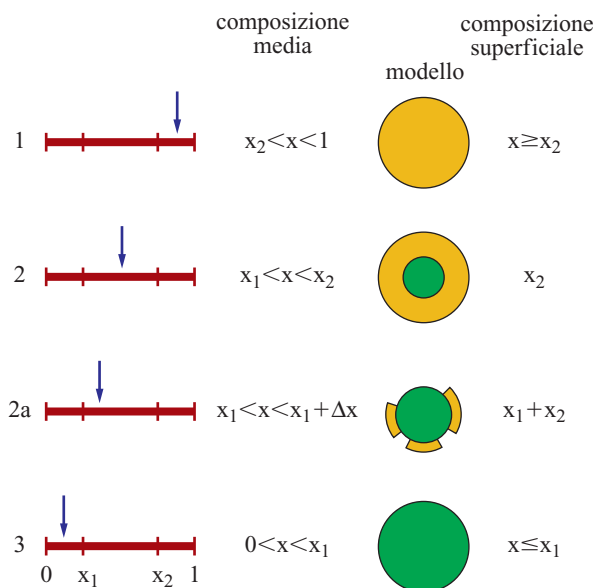 composizione
media
modello
composizione
superficiale
1 x₂<x<1 x≥x₂
2 x₁<x<x₂ x₂
2a x₁<x<x₁+Δx x₁+x₂
3 0<x<x₁ x≤x₁
0 x₁ x₂ 1